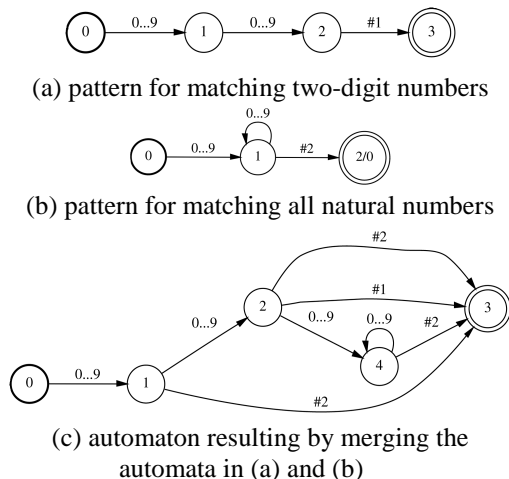 0 0...9 1 0...9 2 #1 3
(a) pattern for matching two-digit numbers
0...9
0 0...9 1 #2 2/0
(b) pattern for matching all natural numbers
#2
2 #1 3
0...9 0...9 0...9 #2
4
0 0...9 1
#2
(c) automaton resulting by merging the
automata in (a) and (b)